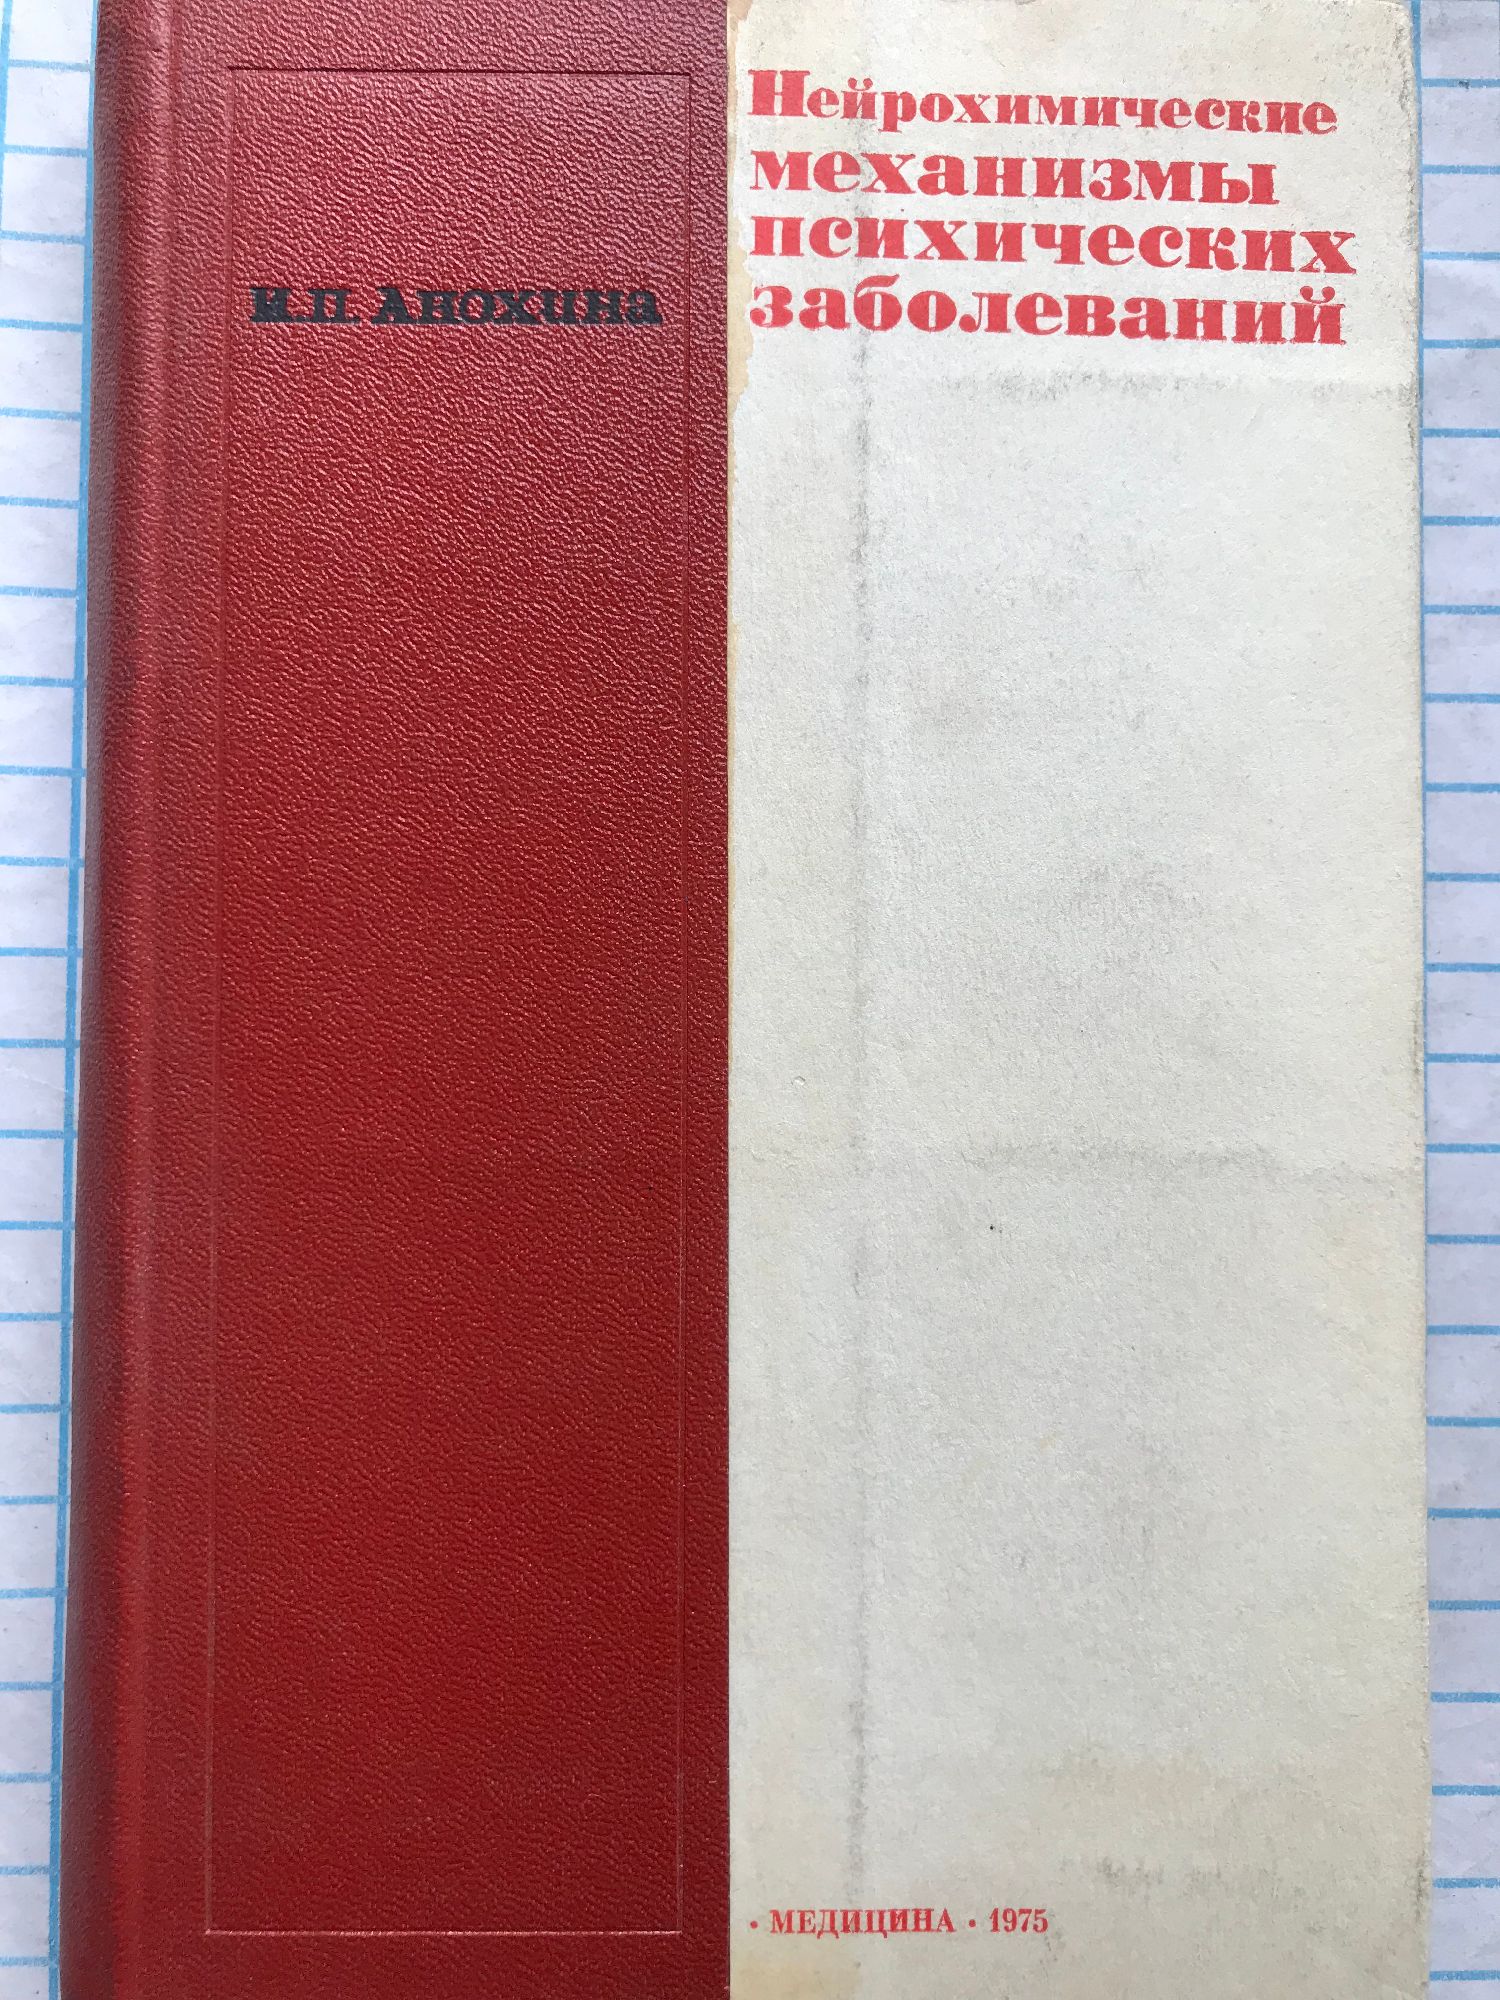 И.П. Анохина
Нейрохимические
механизмы
психических
заболеваний
• МЕДИЦИНА • 1975